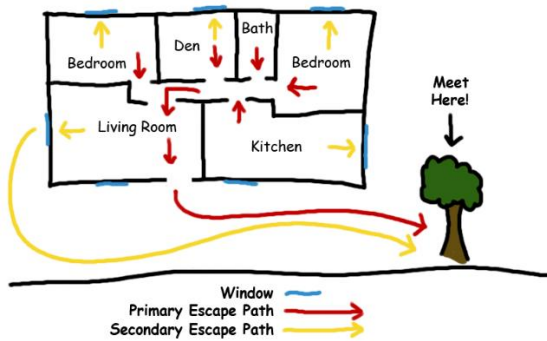 Bedroom
Den
Bath
Bedroom
Meet
Here!
Living Room
Kitchen
Window
Primary Escape Path
Secondary Escape Path